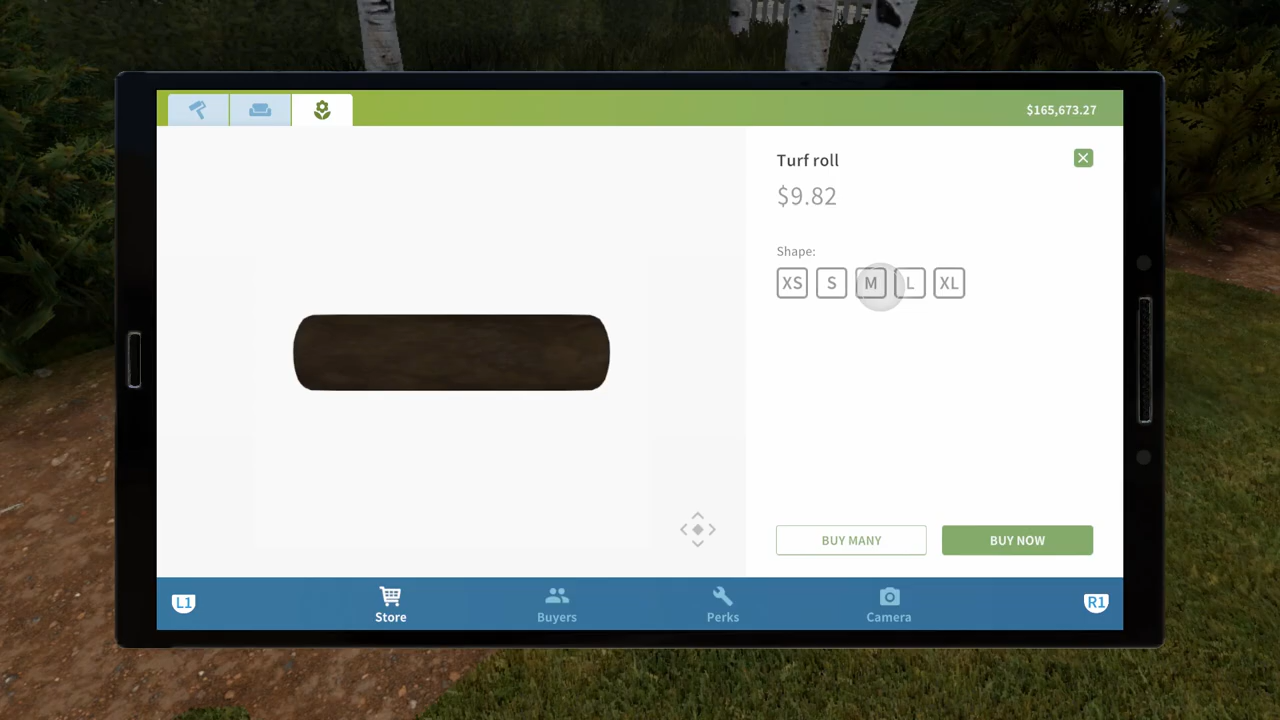 $165,673.27
Turf roll
$9.82
Shape:
XS S M L XL
BUY MANY BUY NOW
L1 Store Buyers Perks Camera R1